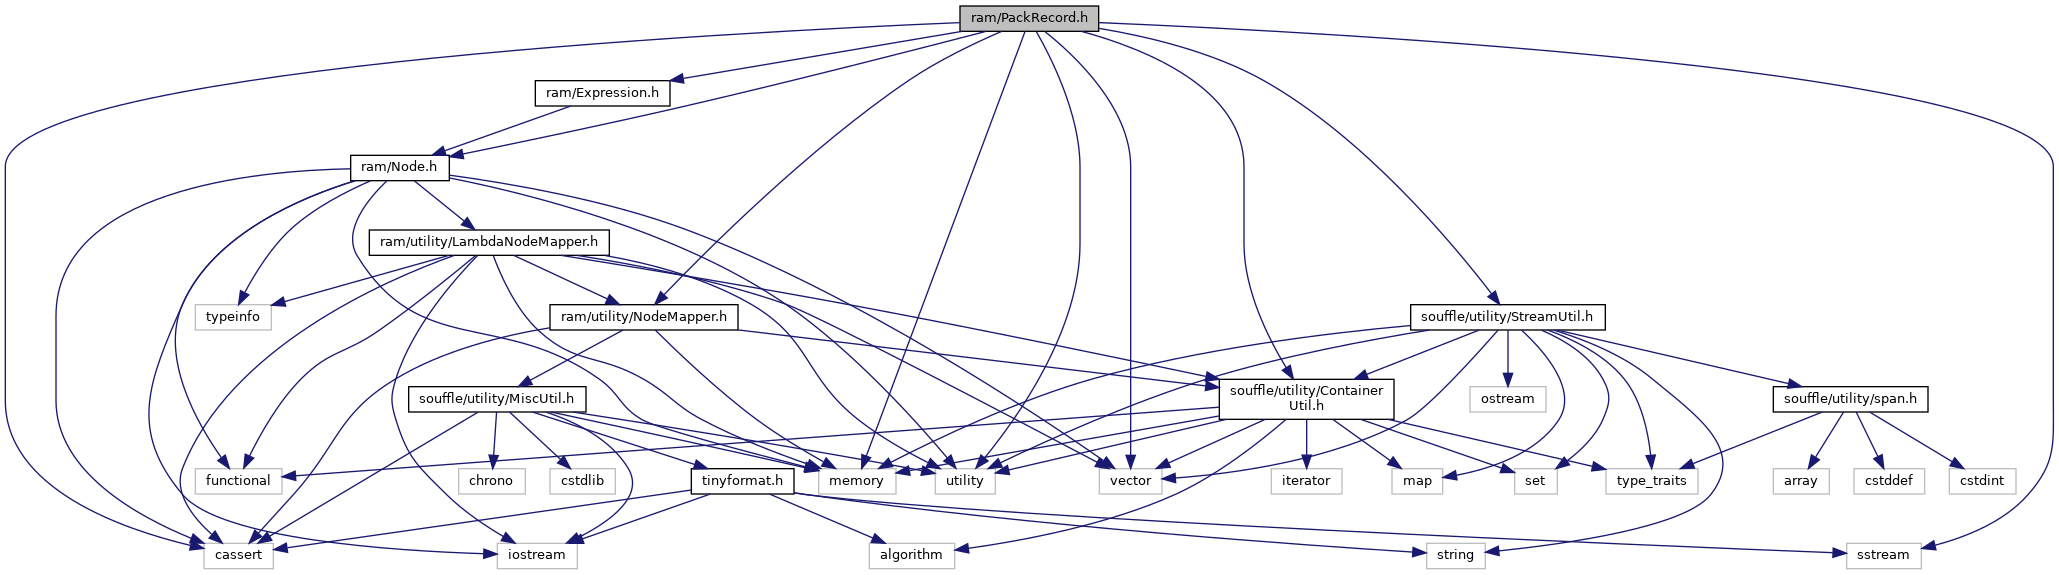 ram/PackRecord.h
ram/Expression.h
ram/Node.h
ram/utility/LambdaNodeMapper.h
typeinfo
ram/utility/NodeMapper.h
souffle/utility/StreamUtil.h
souffle/utility/MiscUtil.h
souffle/utility/Container
Util.h
ostream
souffle/utility/span.h
functional
chrono
cstdlib
tinyformat.h
memory
utility
vector
iterator
map
set
type_traits
array
cstddef
cstdint
cassert
iostream
algorithm
string
sstream